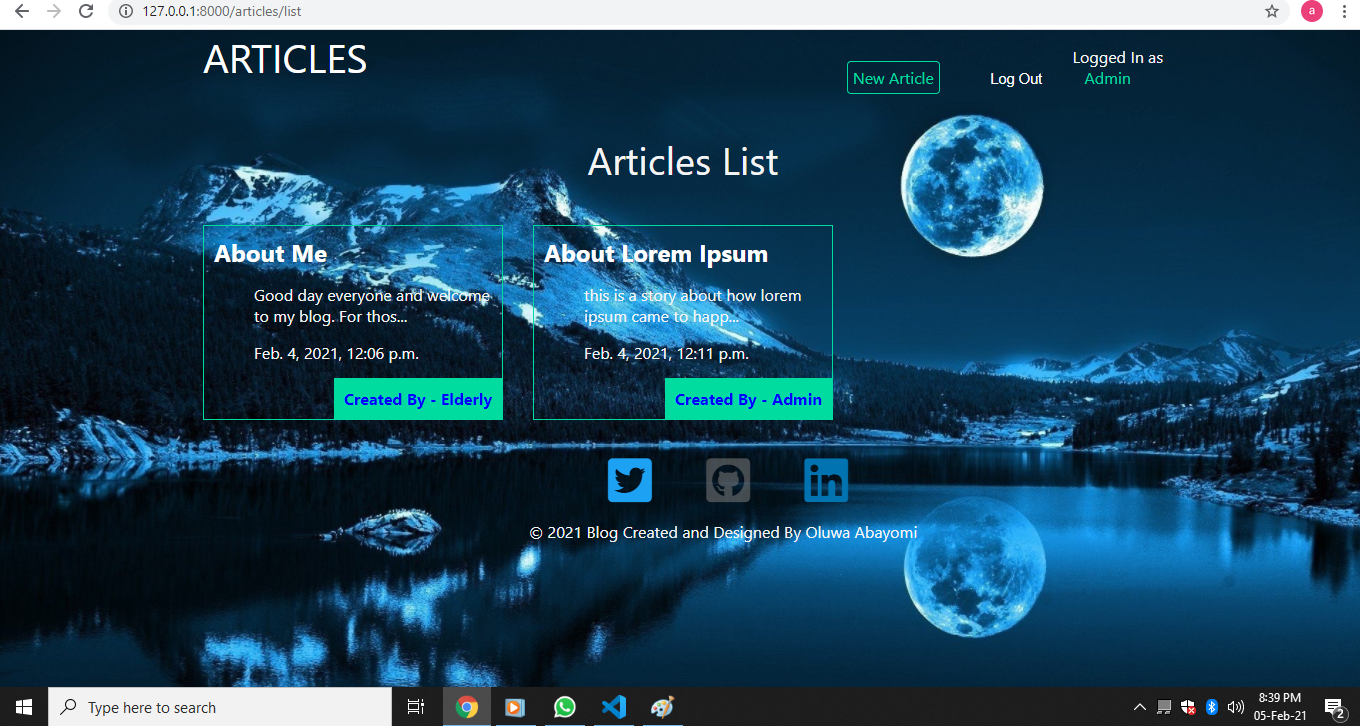 127.0.0.1:8000/articles/list
a
ARTICLES
New Article
Log Out
Logged In as
Admin
Articles List
About Me
Good day everyone and welcome
to my blog. For thos...
Feb. 4, 2021, 12:06 p.m.
Created By - Elderly
About Lorem Ipsum
this is a story about how lorem
ipsum came to happ...
Feb. 4, 2021, 12:11 p.m.
Created By - Admin
in
© 2021 Blog Created and Designed By Oluwa Abayomi
Type here to search
8:39 PM
05-Feb-21
2